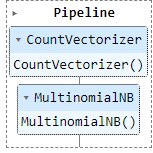 ▸ Pipeline
▾ CountVectorizer
CountVectorizer()
▾ MultinomialNB
MultinomialNB()